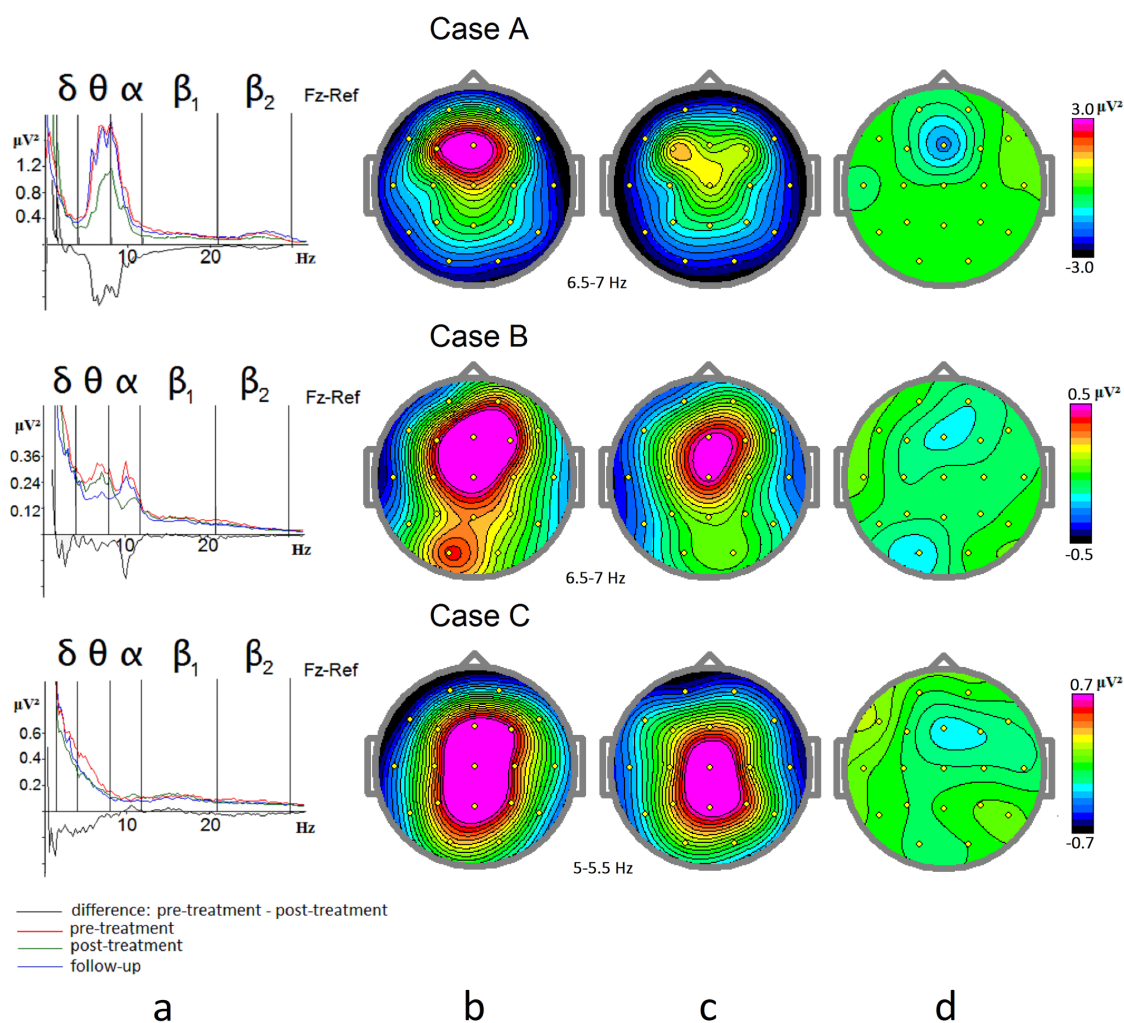 Case A
δ θ α β1 β2 Fz-Ref
µV²
1.2
0.8
0.4
10 20 Hz
6.5-7 Hz
3.0 µV²
-3.0
Case B
δ θ α β1 β2 Fz-Ref
µV²
0.36
0.24
0.12
10 20 Hz
6.5-7 Hz
0.5 µV²
-0.5
Case C
δ θ α β1 β2 Fz-Ref
µV²
0.6
0.4
0.2
10 20 Hz
5-5.5 Hz
0.7 µV²
-0.7
difference: pre-treatment - post-treatment
pre-treatment
post-treatment
follow-up
a b c d